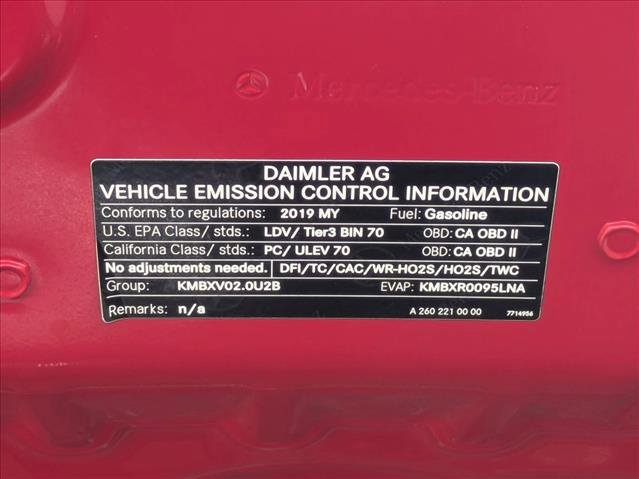 Mercedes-Benz
DAIMLER AG
VEHICLE EMISSION CONTROL INFORMATION
Conforms to regulations: 2019 MY Fuel: Gasoline
U.S. EPA Class/ stds.: LDV/ Tier3 BIN 70 OBD: CA OBD II
California Class/ stds.: PC/ ULEV 70 OBD: CA OBD II
No adjustments needed. DFI/TC/CAC/WR-HO2S/HO2S/TWC
Group: KMBXV02.0U2B EVAP: KMBXR0095LNA
Remarks: n/a A 260 221 00 00 7714956